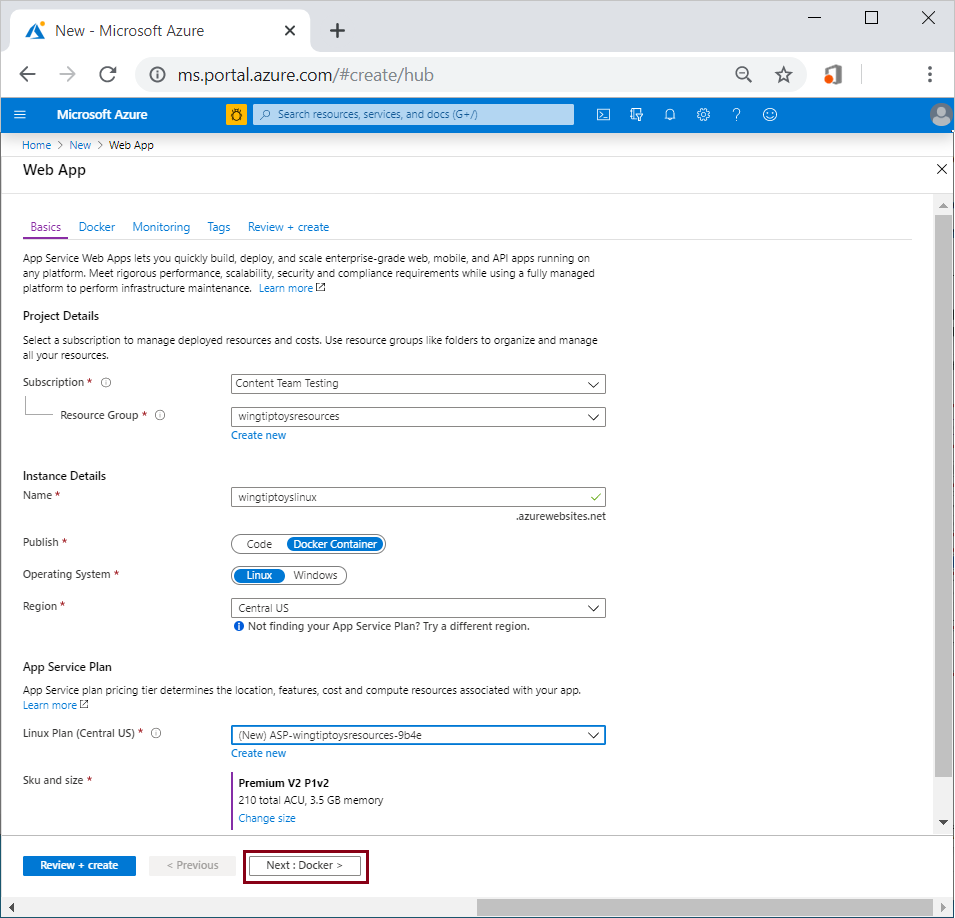 New - Microsoft Azure
ms.portal.azure.com/#create/hub
Microsoft Azure
Search resources, services, and docs (G+/)
Home > New > Web App
Web App
Basics Docker Monitoring Tags Review + create
App Service Web Apps lets you quickly build, deploy, and scale enterprise-grade web, mobile, and API apps running on
any platform. Meet rigorous performance, scalability, security and compliance requirements while using a fully managed
platform to perform infrastructure maintenance. Learn more
Project Details
Select a subscription to manage deployed resources and costs. Use resource groups like folders to organize and manage
all your resources.
Subscription * Content Team Testing
Resource Group * wingtiptoysresources
Create new
Instance Details
Name * wingtiptoyslinux
.azurewebsites.net
Publish * Code Docker Container
Operating System * Linux Windows
Region * Central US
Not finding your App Service Plan? Try a different region.
App Service Plan
App Service plan pricing tier determines the location, features, cost and compute resources associated with your app.
Learn more
Linux Plan (Central US) * (New) ASP-wingtiptoysresources-9b4e
Create new
Sku and size * Premium V2 P1v2
210 total ACU, 3.5 GB memory
Change size
Review + create < Previous Next : Docker >